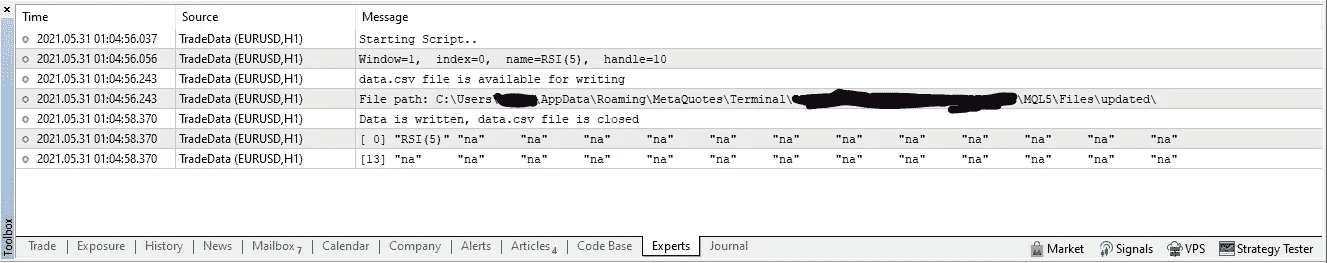 Time Source Message
2021.05.31 01:04:56.037 TradeData (EURUSD,H1) Starting Script..
2021.05.31 01:04:56.056 TradeData (EURUSD,H1) Window=1, index=0, name=RSI(5), handle=10
2021.05.31 01:04:56.243 TradeData (EURUSD,H1) data.csv file is available for writing
2021.05.31 01:04:56.243 TradeData (EURUSD,H1) File path: C:\Users\ \AppData\Roaming\MetaQuotes\Terminal\ \MQL5\Files\updated\
2021.05.31 01:04:58.370 TradeData (EURUSD,H1) Data is written, data.csv file is closed
2021.05.31 01:04:58.370 TradeData (EURUSD,H1) [ 0] "RSI(5)" "na" "na" "na" "na" "na" "na" "na" "na" "na" "na" "na" "na"
2021.05.31 01:04:58.370 TradeData (EURUSD,H1) [13] "na" "na" "na" "na" "na" "na" "na" "na" "na" "na" "na" "na" "na"
Toolbox
Trade Exposure History News Mailbox 7 Calendar Company Alerts Articles 4 Code Base Experts Journal Market Signals VPS Strategy Tester